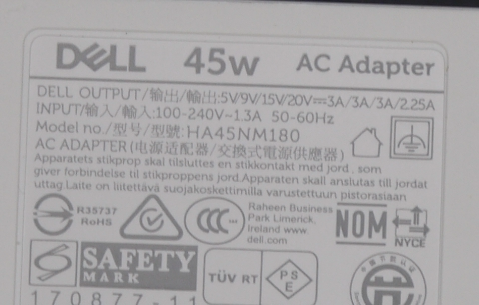 DELL 45w AC Adapter
DELL OUTPUT/输出/輸出:5V/9V/15V/20V⎓3A/3A/3A/2.25A
INPUT/输入/輸入:100-240V~1.3A 50-60Hz
Model no./型号/型號:HA45NM180
AC ADAPTER(电源适配器/交換式電源供應器)
Apparatets stikprop skal tilsluttes en stikkontakt med jord, som
giver forbindelse til stikproppens jord.Apparaten skall anslutas till jordat
uttag Laite on liitettävä suojakoskettimilla varustettuun pistorasiaan
R35737
RoHS
Raheen Business
Park Limerick,
Ireland www.
dell.com
NOM
NYCE
SAFETY
MARK
TÜV RT
PS
E
170877-11